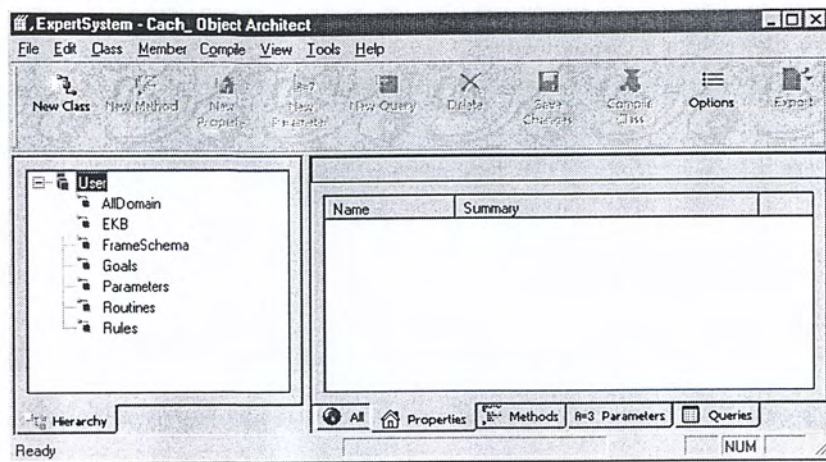 ExpertSystem - Cach_ Object Architect
File Edit Class Member Compile View Tools Help
New Class New Method New Property New Parameter New Query Delete Save Changes Compile Class Options Export
User
AllDomain
EKB
FrameSchema
Goals
Parameters
Routines
Rules
Hierarchy
Name Summary
All Properties Methods A=3 Parameters Queries
Ready NUM